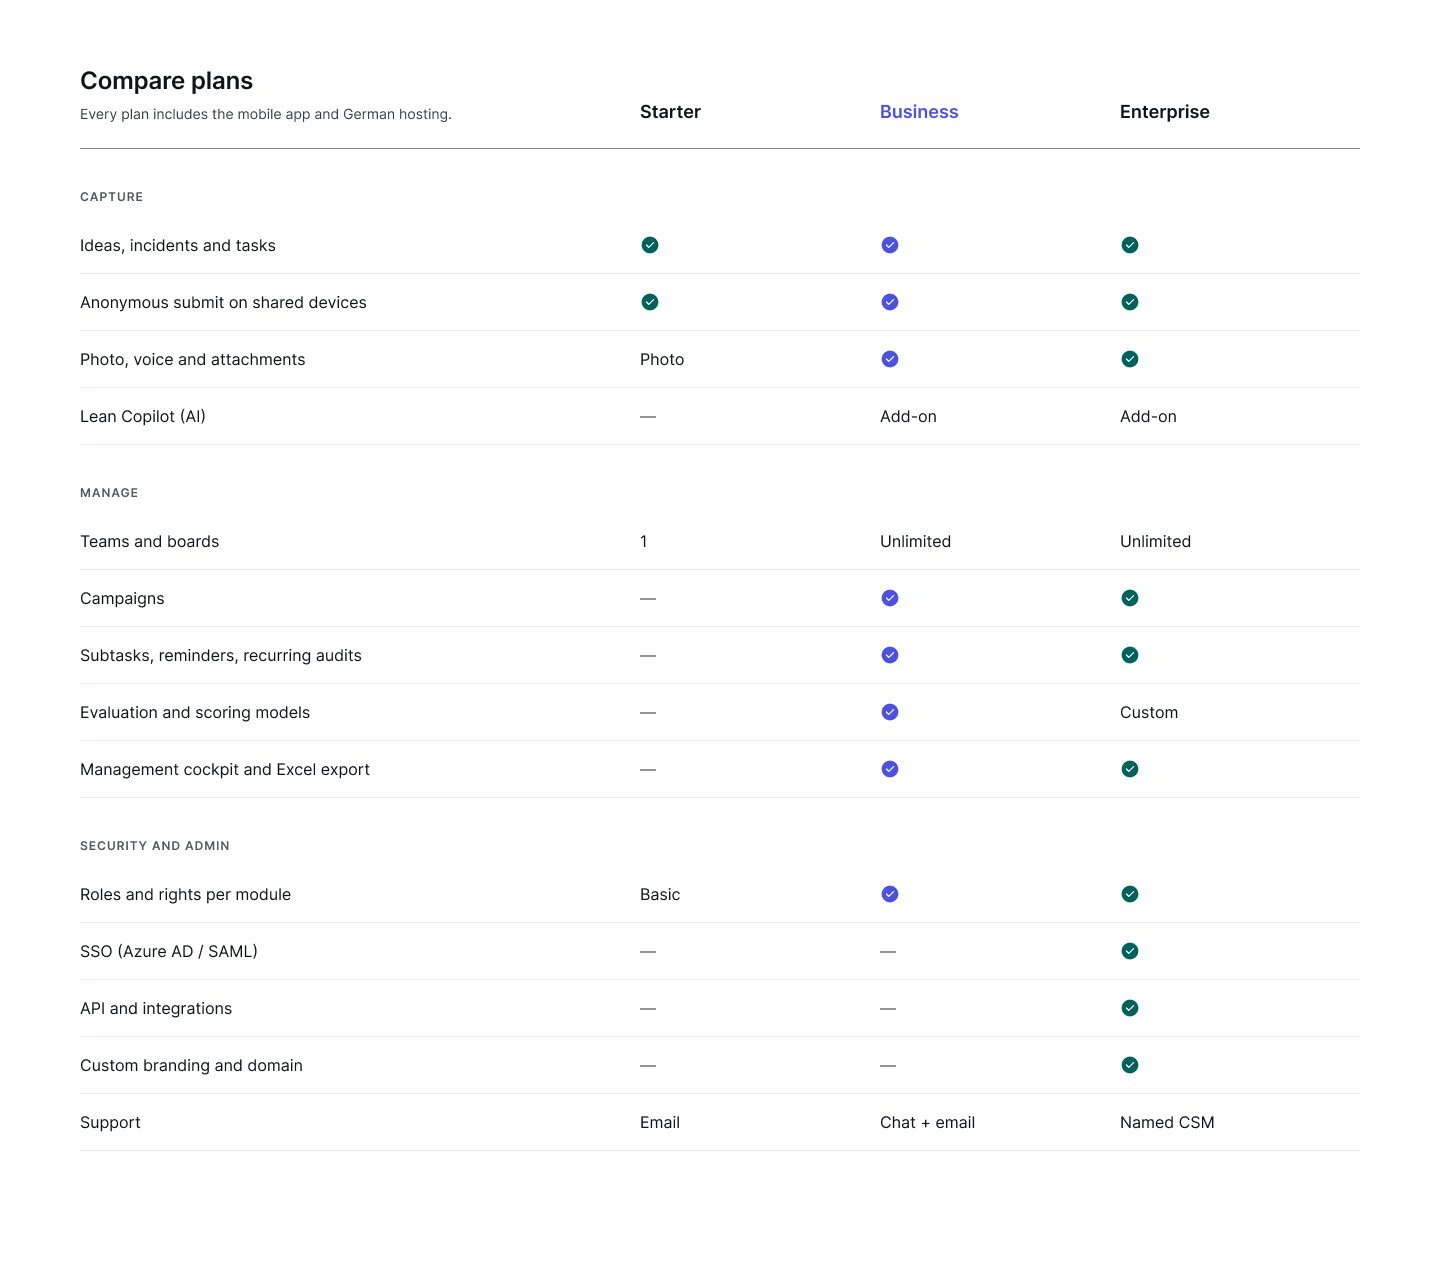 Compare plans
Every plan includes the mobile app and German hosting.
Starter Business Enterprise
CAPTURE
Ideas, incidents and tasks
Anonymous submit on shared devices
Photo, voice and attachments Photo
Lean Copilot (AI) — Add-on Add-on
MANAGE
Teams and boards 1 Unlimited Unlimited
Campaigns —
Subtasks, reminders, recurring audits —
Evaluation and scoring models — Custom
Management cockpit and Excel export —
SECURITY AND ADMIN
Roles and rights per module Basic
SSO (Azure AD / SAML) — —
API and integrations — —
Custom branding and domain — —
Support Email Chat + email Named CSM